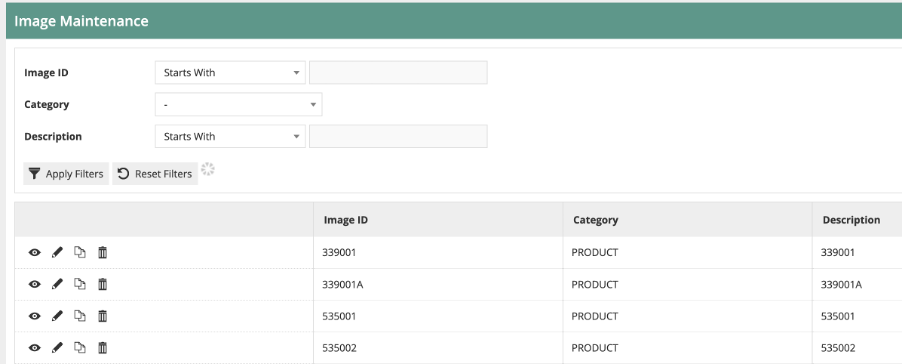 Image Maintenance
Image ID Starts With
Category -
Description Starts With
Apply Filters Reset Filters
Image ID Category Description
339001 PRODUCT 339001
339001A PRODUCT 339001A
535001 PRODUCT 535001
535002 PRODUCT 535002